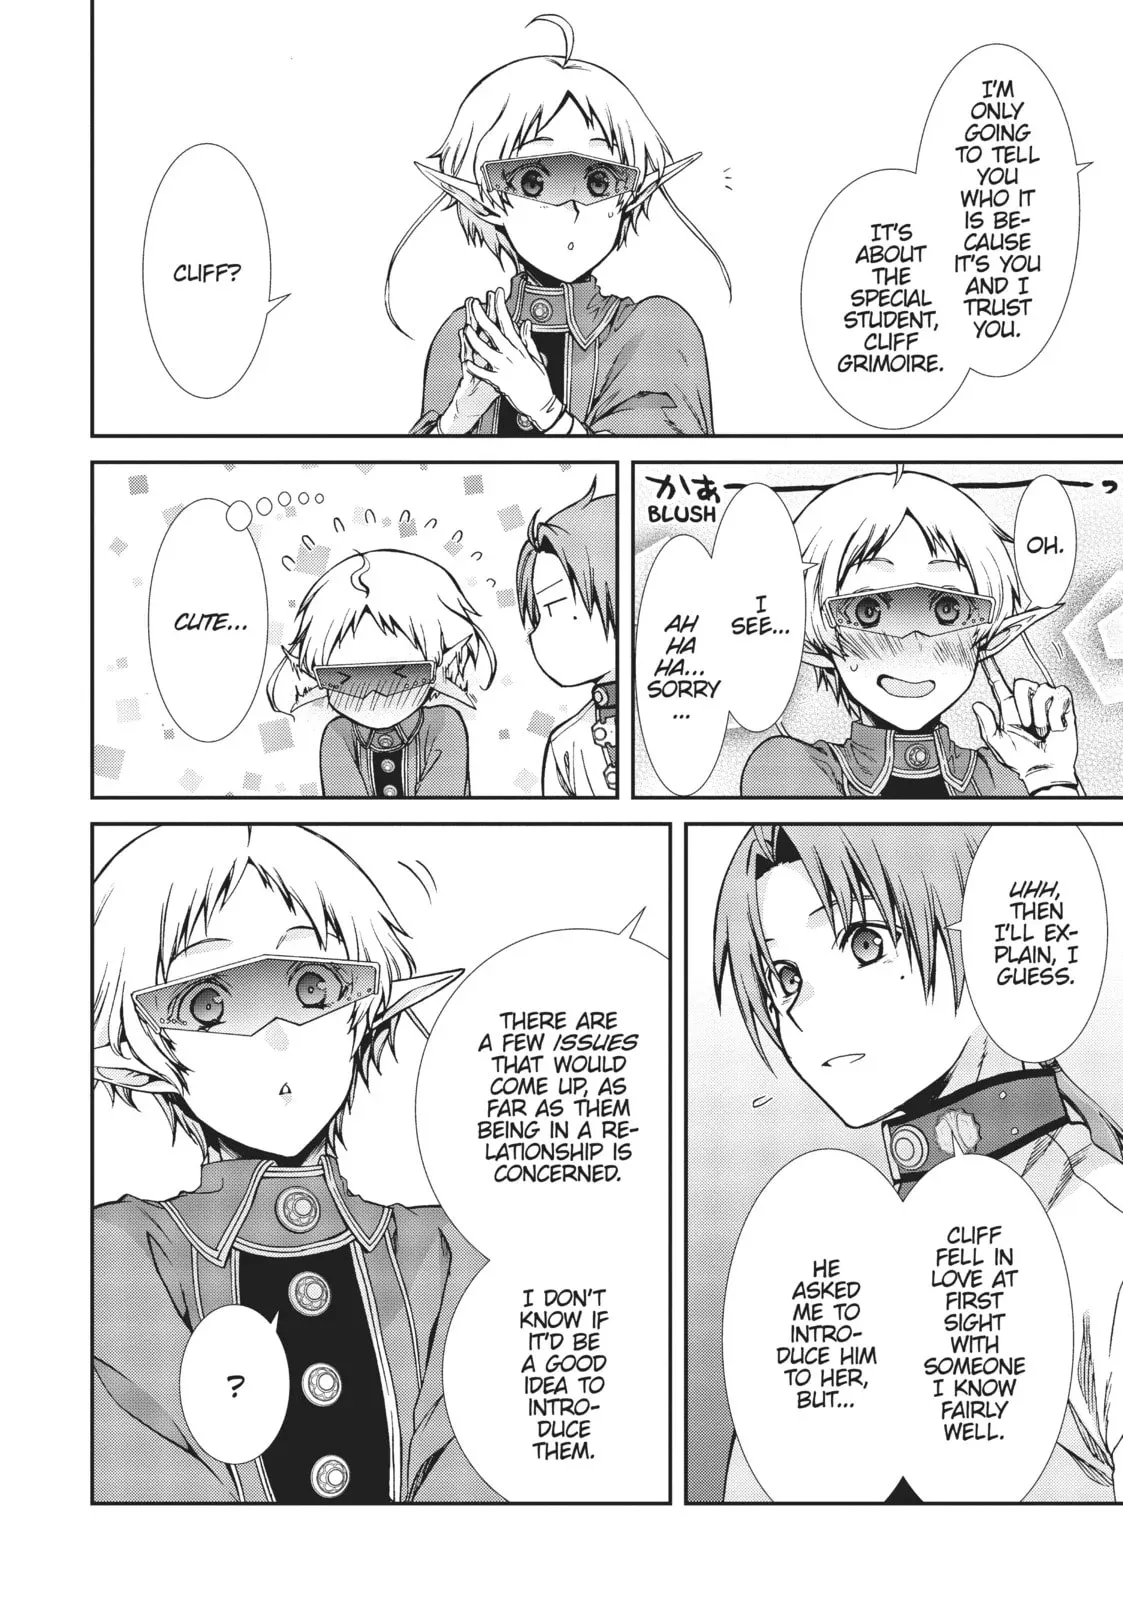 I'M
ONLY
GOING
TO TELL
YOU
WHO IT
IS BE-
CAUSE
IT'S YOU
AND I
TRUST
YOU.
IT'S
ABOUT
THE
SPECIAL
STUDENT,
CLIFF
GRIMOIRE.
CLIFF?
OH.
I
SEE...
AH
HA
HA...
SORRY
...
かあーーーっ
BLUSH
CUTE...
UHH,
THEN
I'LL EX-
PLAIN, I
GUESS.
CLIFF
FELL IN
LOVE AT
FIRST
SIGHT
WITH
SOMEONE
I KNOW
FAIRLY
WELL.
HE
ASKED
ME TO
INTRO-
DUCE HIM
TO HER,
BUT...
THERE ARE
A FEW ISSUES
THAT WOULD
COME UP, AS
FAR AS THEM
BEING IN A RE-
LATIONSHIP IS
CONCERNED.
I DON'T
KNOW IF
IT'D BE
A GOOD
IDEA TO
INTRO-
DUCE
THEM.
?